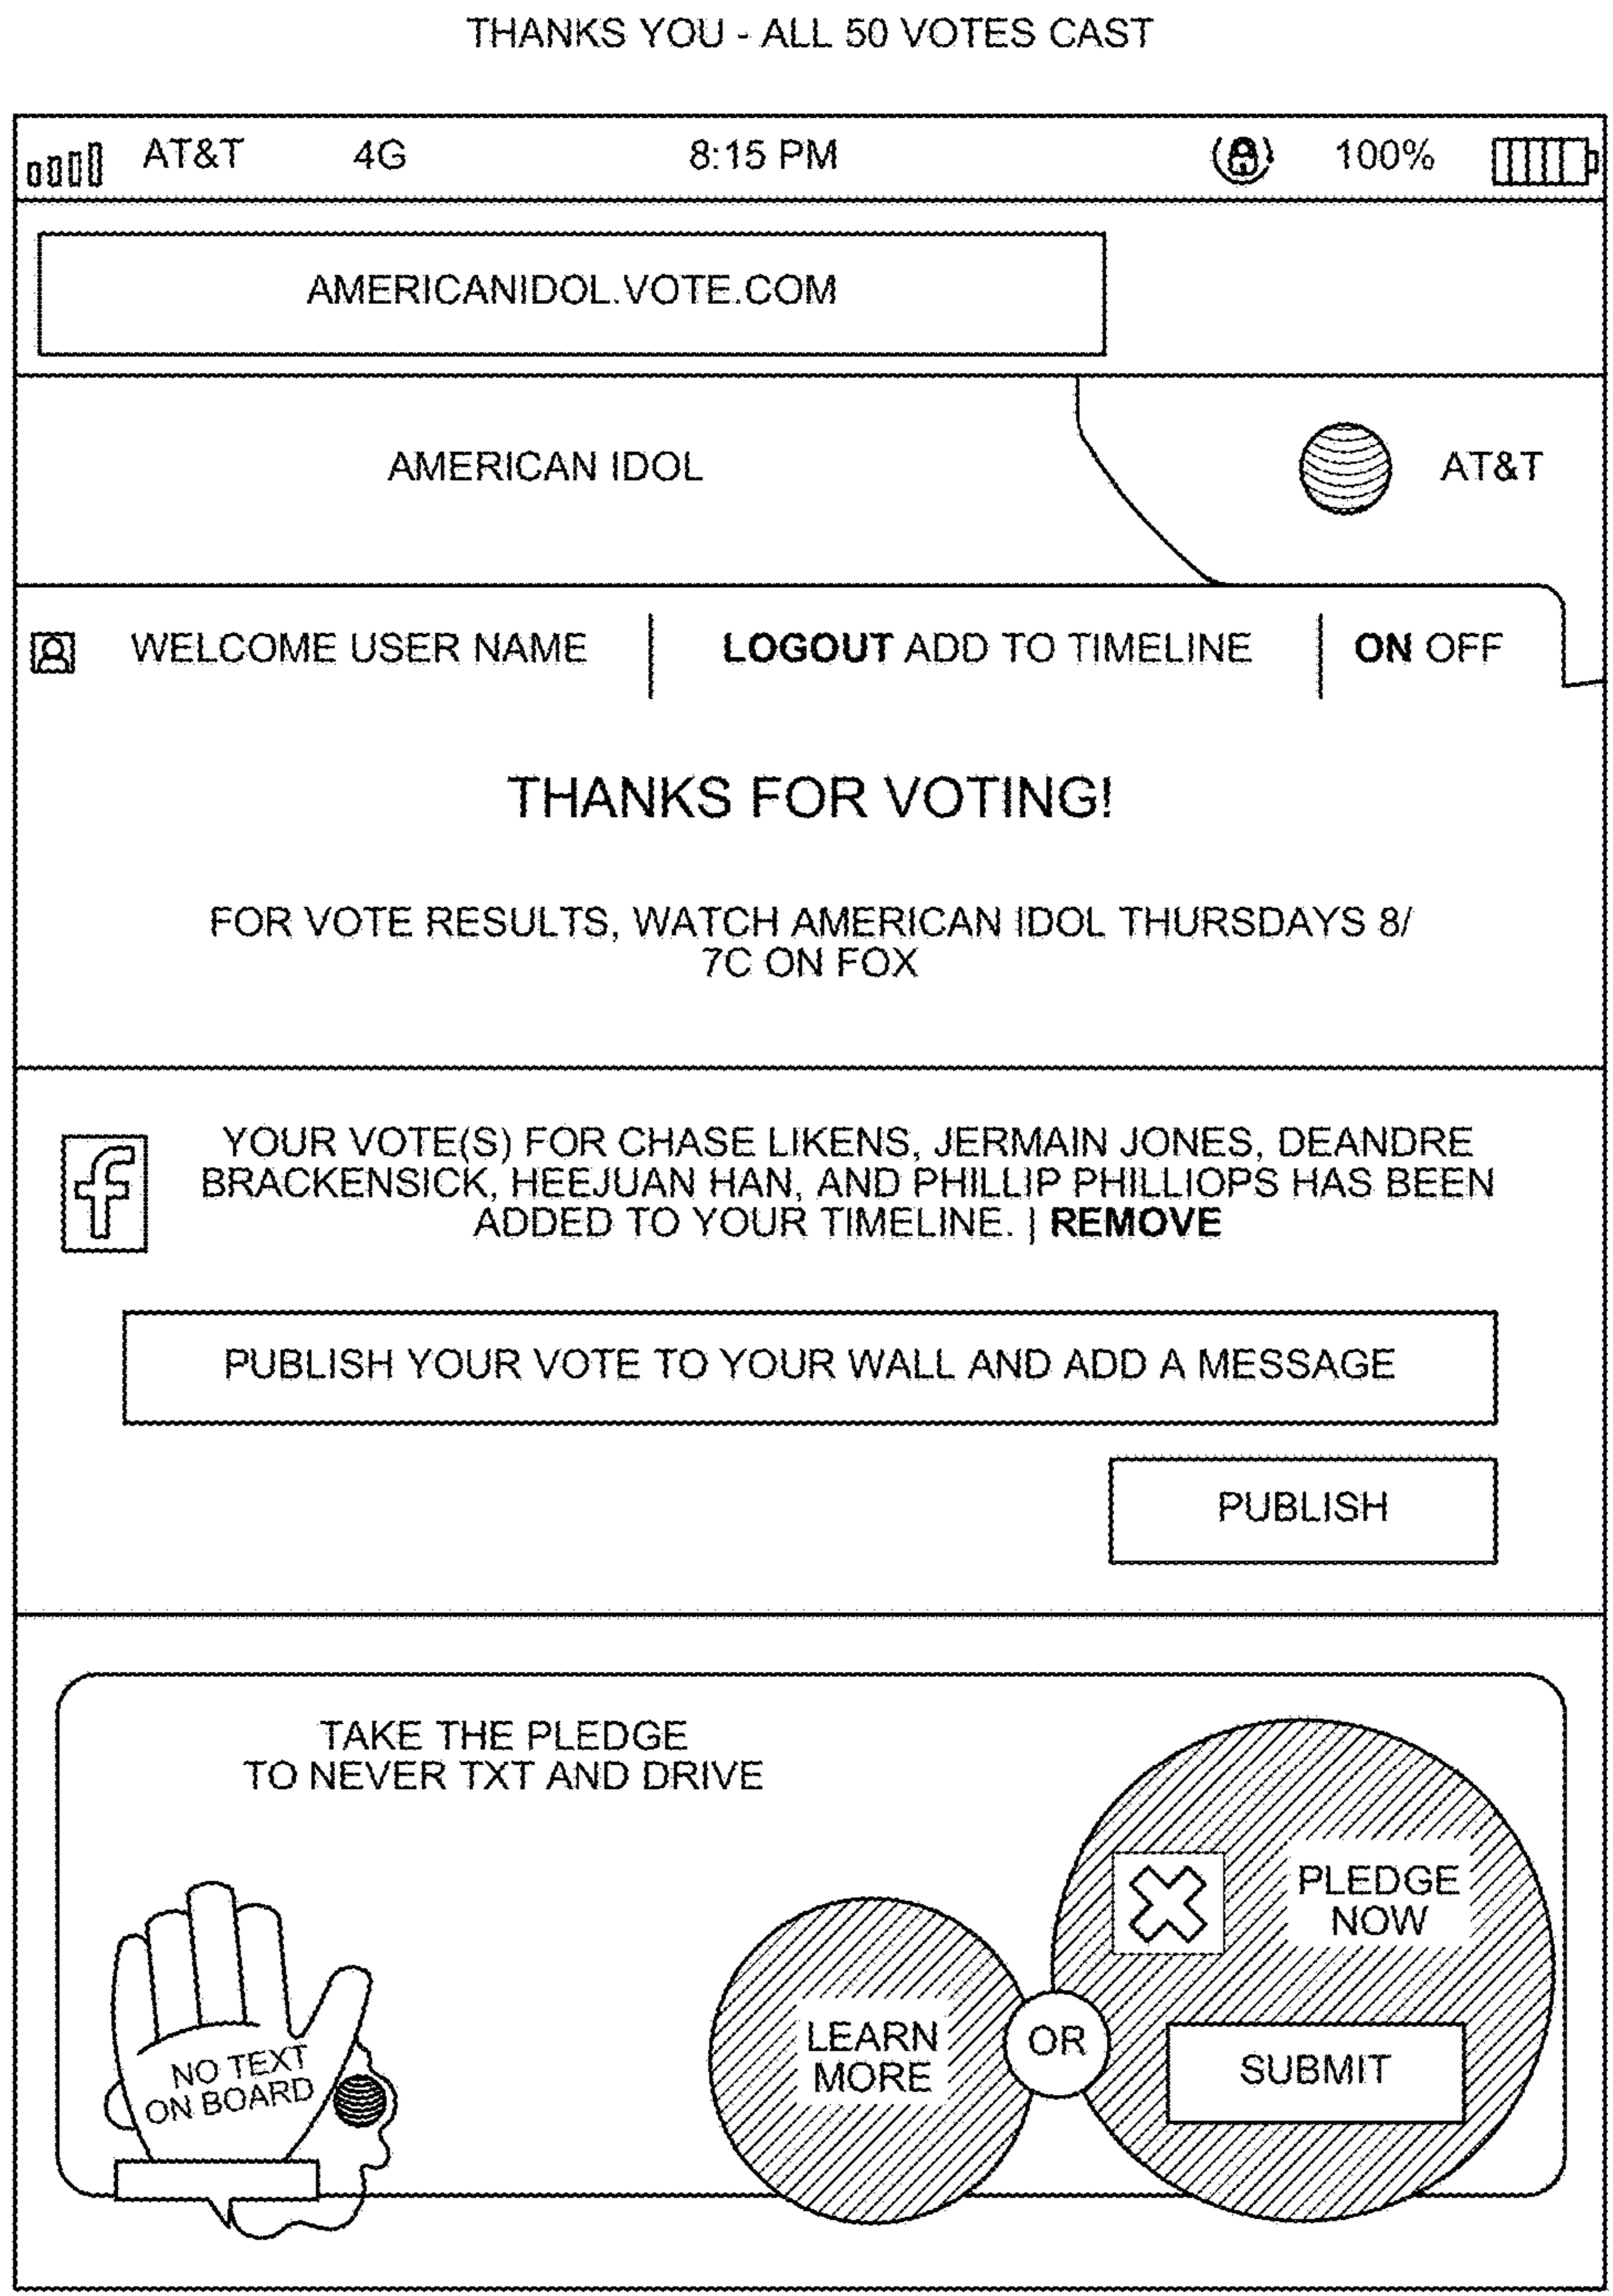 THANKS YOU - ALL 50 VOTES CAST
AT&T 4G 8:15 PM 100%
AMERICANIDOL.VOTE.COM
AMERICAN IDOL
AT&T
WELCOME USER NAME | LOGOUT ADD TO TIMELINE | ON OFF
THANKS FOR VOTING!
FOR VOTE RESULTS, WATCH AMERICAN IDOL THURSDAYS 8/
7C ON FOX
f
YOUR VOTE(S) FOR CHASE LIKENS, JERMAIN JONES, DEANDRE
BRACKENSICK, HEEJUAN HAN, AND PHILLIP PHILLIOPS HAS BEEN
ADDED TO YOUR TIMELINE. | REMOVE
PUBLISH YOUR VOTE TO YOUR WALL AND ADD A MESSAGE
PUBLISH
TAKE THE PLEDGE
TO NEVER TXT AND DRIVE
NO TEXT
ON BOARD
LEARN
MORE
OR
PLEDGE
NOW
SUBMIT